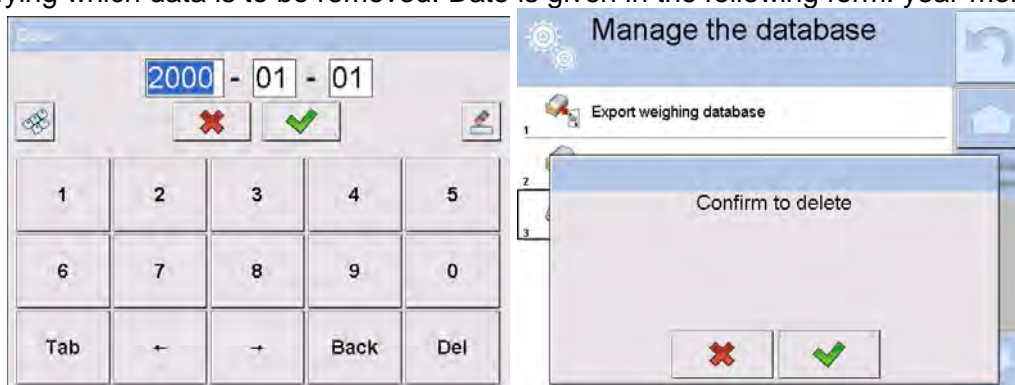 which data is to be removed. Date is given in the following form: year
2000 - 01 - 01
1 2 3 4 5
6 7 8 9 0
Tab ← → Back Del
Manage the database
1 Export weighing database
2
3
Confirm to delete